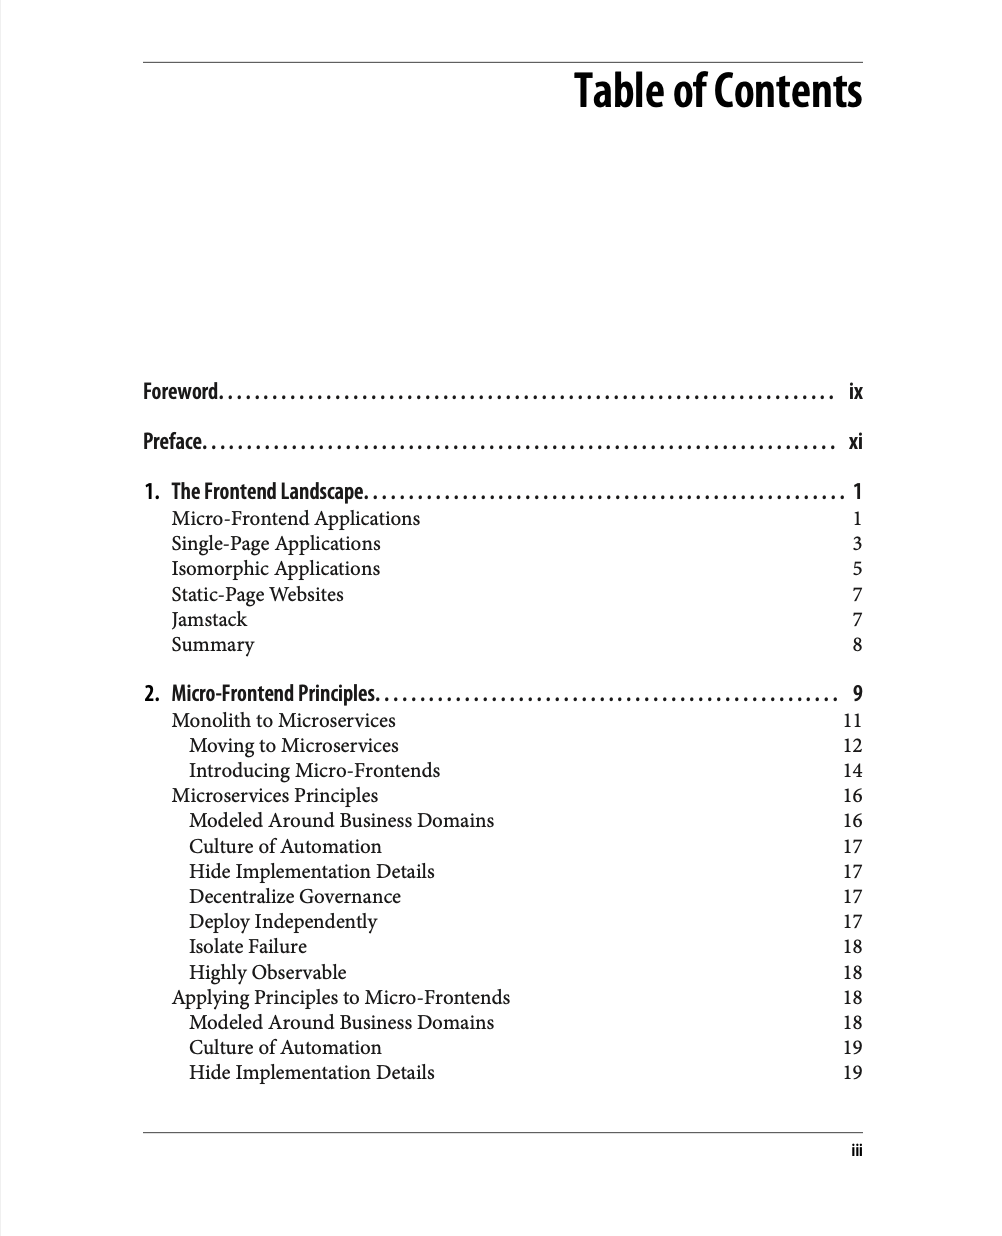 Table of Contents
Foreword. . . . . . . . . . . . . . . . . . . . . . . . . . . . . . . . . . . . . . . . . . . . . . . . . . . . . . . . . . . . . . . . . . . . . ix
Preface. . . . . . . . . . . . . . . . . . . . . . . . . . . . . . . . . . . . . . . . . . . . . . . . . . . . . . . . . . . . . . . . . . . . . . . xi
1. The Frontend Landscape. . . . . . . . . . . . . . . . . . . . . . . . . . . . . . . . . . . . . . . . . . . . . . . . . . . . . . 1
Micro-Frontend Applications 1
Single-Page Applications 3
Isomorphic Applications 5
Static-Page Websites 7
Jamstack 7
Summary 8
2. Micro-Frontend Principles. . . . . . . . . . . . . . . . . . . . . . . . . . . . . . . . . . . . . . . . . . . . . . . . . . . . 9
Monolith to Microservices 11
Moving to Microservices 12
Introducing Micro-Frontends 14
Microservices Principles 16
Modeled Around Business Domains 16
Culture of Automation 17
Hide Implementation Details 17
Decentralize Governance 17
Deploy Independently 17
Isolate Failure 18
Highly Observable 18
Applying Principles to Micro-Frontends 18
Modeled Around Business Domains 18
Culture of Automation 19
Hide Implementation Details 19
iii